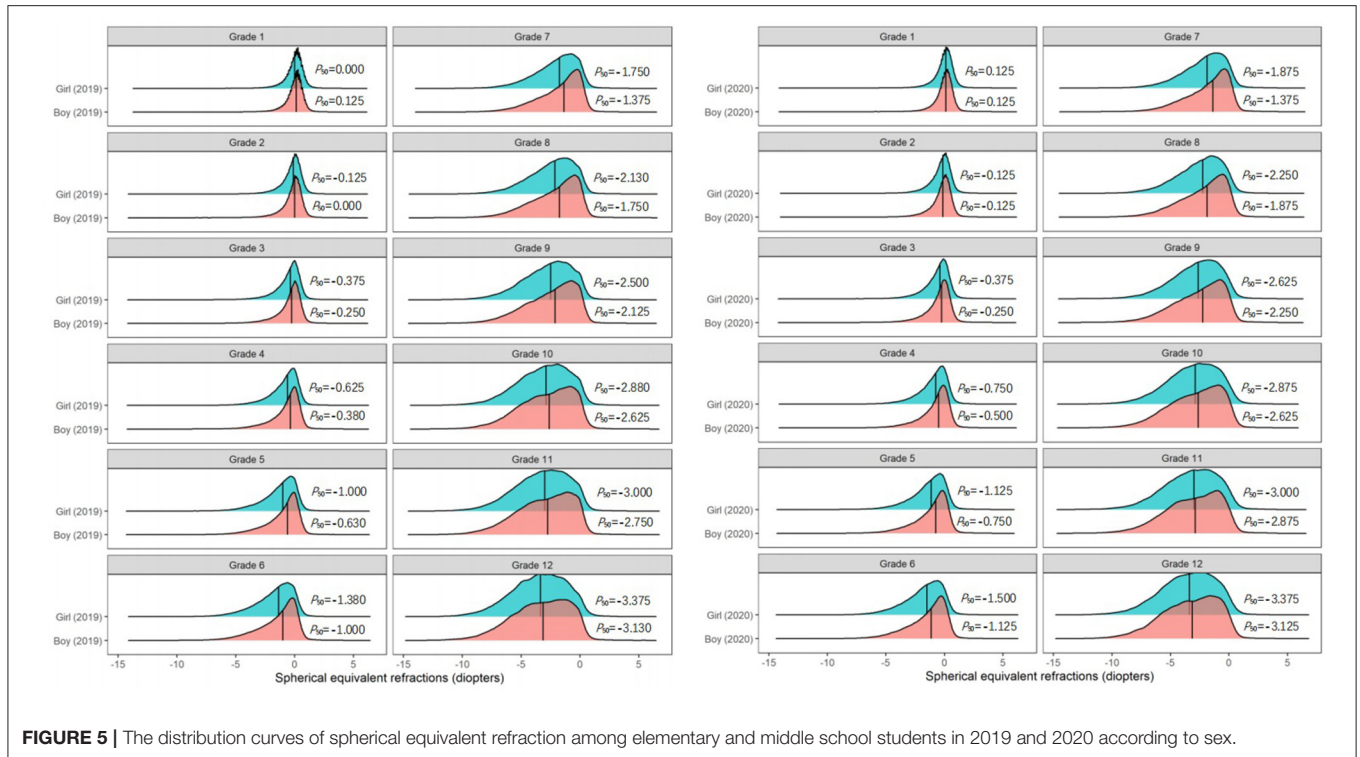 Grade 1
Grade 7
P50=0.000
P50=-1.750
Girl (2019)
P50=0.125
P50=-1.375
Boy (2019)
Grade 2
Grade 8
P50=-0.125
P50=-2.130
Girl (2019)
P50=0.000
P50=-1.750
Boy (2019)
Grade 3
Grade 9
P50=-0.375
P50=-2.500
Girl (2019)
P50=-0.250
P50=-2.125
Boy (2019)
Grade 4
Grade 10
P50=-0.625
P50=-2.880
Girl (2019)
P50=-0.380
P50=-2.625
Boy (2019)
Grade 5
Grade 11
P50=-1.000
P50=-3.000
Girl (2019)
P50=-0.630
P50=-2.750
Boy (2019)
Grade 6
Grade 12
P50=-1.380
P50=-3.375
Girl (2019)
P50=-1.000
P50=-3.130
Boy (2019)
-15 -10 -5 0 5 -15 -10 -5 0 5
Spherical equivalent refractions (diopters)
Grade 1
Grade 7
P50=0.125
P50=-1.875
Girl (2020)
P50=0.125
P50=-1.375
Boy (2020)
Grade 2
Grade 8
P50=-0.125
P50=-2.250
Girl (2020)
P50=-0.125
P50=-1.875
Boy (2020)
Grade 3
Grade 9
P50=-0.375
P50=-2.625
Girl (2020)
P50=-0.250
P50=-2.250
Boy (2020)
Grade 4
Grade 10
P50=-0.750
P50=-2.875
Girl (2020)
P50=-0.500
P50=-2.625
Boy (2020)
Grade 5
Grade 11
P50=-1.125
P50=-3.000
Girl (2020)
P50=-0.750
P50=-2.875
Boy (2020)
Grade 6
Grade 12
P50=-1.500
P50=-3.375
Girl (2020)
P50=-1.125
P50=-3.125
Boy (2020)
-15 -10 -5 0 5 -15 -10 -5 0 5
Spherical equivalent refractions (diopters)
FIGURE 5 | The distribution curves of spherical equivalent refraction among elementary and middle school students in 2019 and 2020 according to sex.